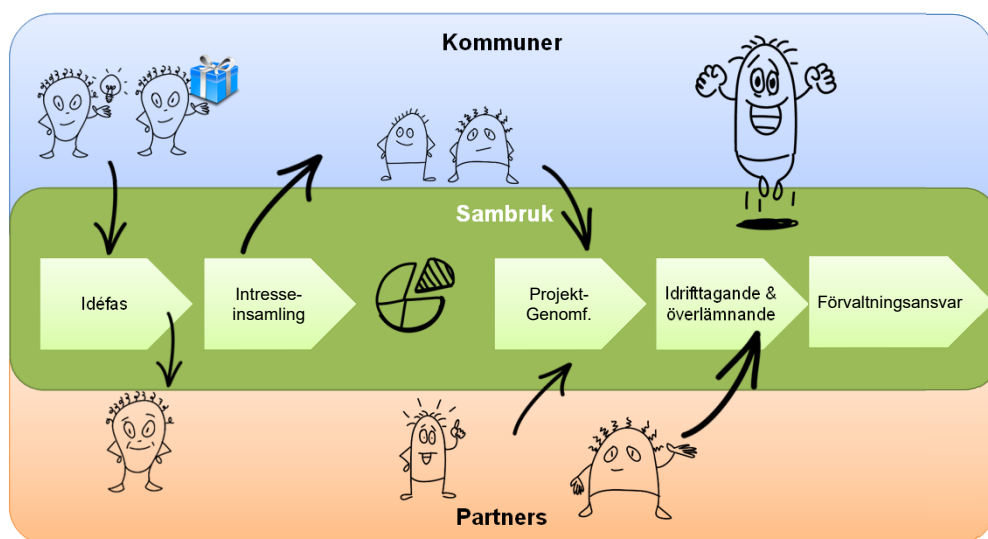 Kommuner
Sambruk
Idéfas
Intresse-
insamling
Projekt-
Genomf.
Idrifttagande &
överlämnande
Förvaltningsansvar
Partners